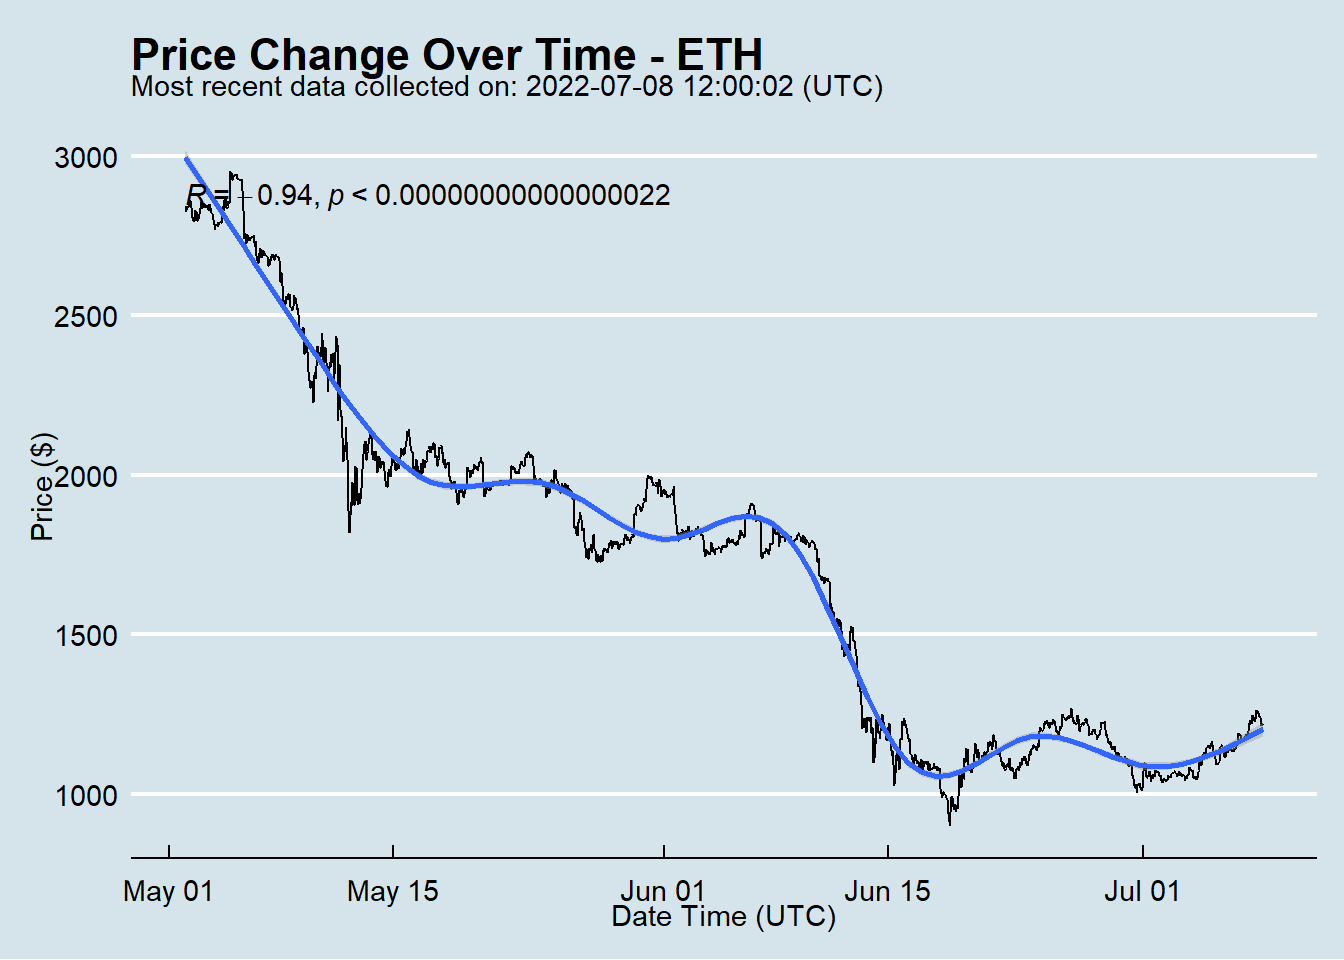 Price Change Over Time - ETH
Most recent data collected on: 2022-07-08 12:00:02 (UTC)
3000
R = − 0.94, p < 0.00000000000000022
2500
Price ($)
2000
1500
1000
May 01 May 15 Jun 01 Jun 15 Jul 01
Date Time (UTC)